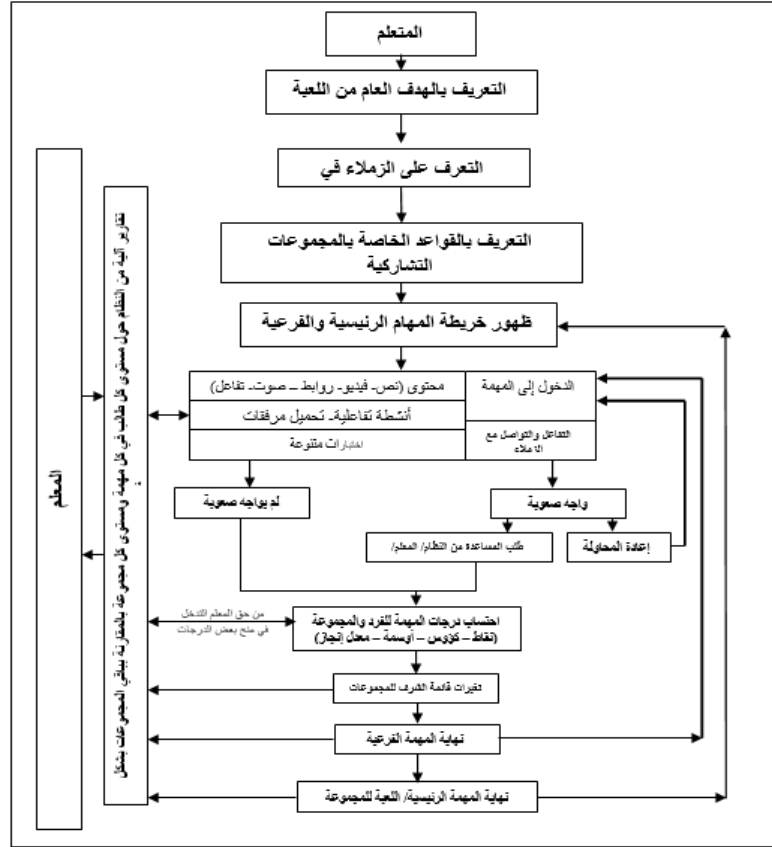 المتعلم
التعريف بالهدف العام من اللعبة
التعرف على الزملاء في
التعريف بالقواعد الخاصة بالمجموعات
التشاركية
ظهور خريطة المهام الرئيسية والفرعية
الدخول إلى المهمة
التفاعل والتواصل مع
الزملاء
محتوى (نص- فيديو- روابط – صوت- تفاعل)
أنشطة تفاعلية- تحميل مرفقات
اختبارات متنوعة
واجه صعوبة
لم يواجه صعوبة
إعادة المحاولة
طلب المساعدة من النظام/ المعلم/
احتساب درجات المهمة للفرد والمجموعة
(نقاط – كؤوس – أوسمة – معدل إنجاز)
من حق المعلم التدخل
في منح بعض الدرجات
تغيرات قائمة الشرف للمجموعات
نهاية المهمة الفرعية
نهاية المهمة الرئيسية/ اللعبة للمجموعة
تقارير آلية من النظام حول مستوى كل طالب في كل مهمة ومستوى كل مجموعة بالمقارنة بباقي المجموعات بشكل
المعلم